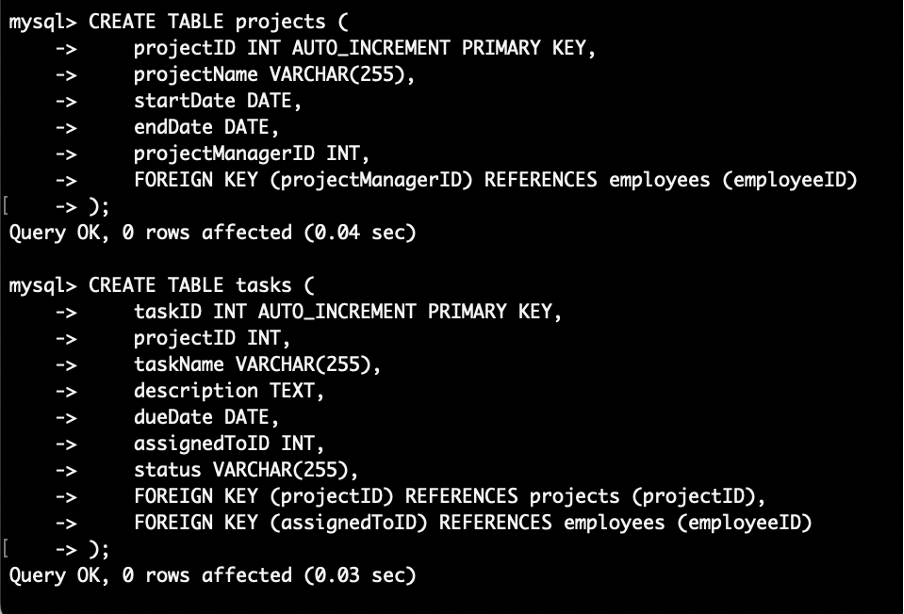 mysql> CREATE TABLE projects (
    ->     projectID INT AUTO_INCREMENT PRIMARY KEY,
    ->     projectName VARCHAR(255),
    ->     startDate DATE,
    ->     endDate DATE,
    ->     projectManagerID INT,
    ->     FOREIGN KEY (projectManagerID) REFERENCES employees (employeeID)
[    -> );
Query OK, 0 rows affected (0.04 sec)

mysql> CREATE TABLE tasks (
    ->     taskID INT AUTO_INCREMENT PRIMARY KEY,
    ->     projectID INT,
    ->     taskName VARCHAR(255),
    ->     description TEXT,
    ->     dueDate DATE,
    ->     assignedToID INT,
    ->     status VARCHAR(255),
    ->     FOREIGN KEY (projectID) REFERENCES projects (projectID),
    ->     FOREIGN KEY (assignedToID) REFERENCES employees (employeeID)
[    -> );
Query OK, 0 rows affected (0.03 sec)